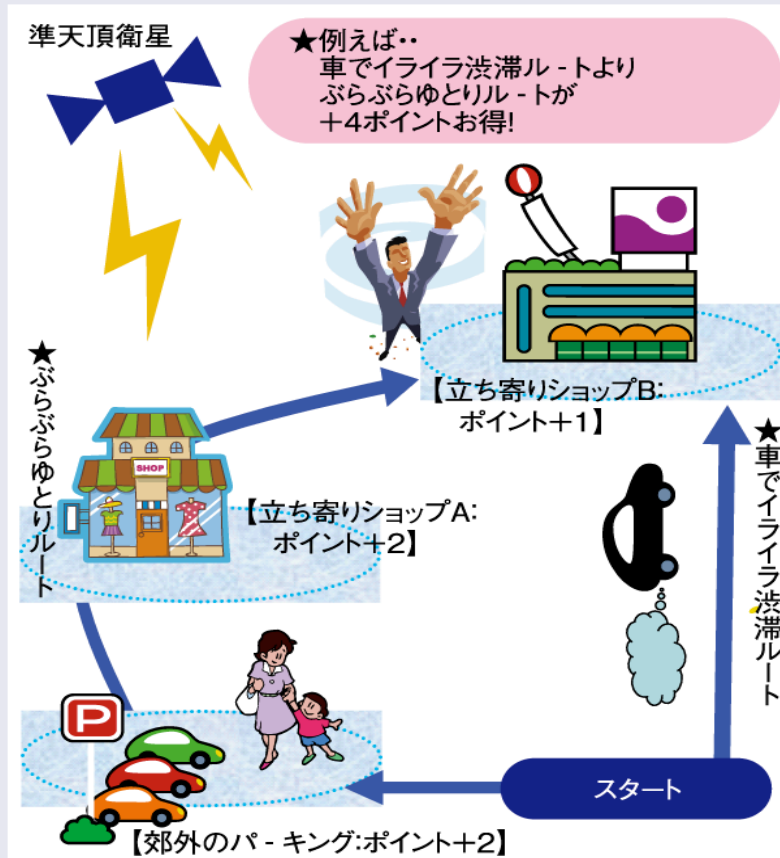 準天頂衛星
★例えば・・
車でイライラ渋滞ル - トより
ぶらぶらゆとりル - トが
+4ポイントお得!
【立ち寄りショップB:
ポイント+1】
★ぶらぶらゆとりルート
SHOP
【立ち寄りショップA:
ポイント+2】
★車でイライラ渋滞ルート
P
スタート
【郊外のパ - キング:ポイント+2】